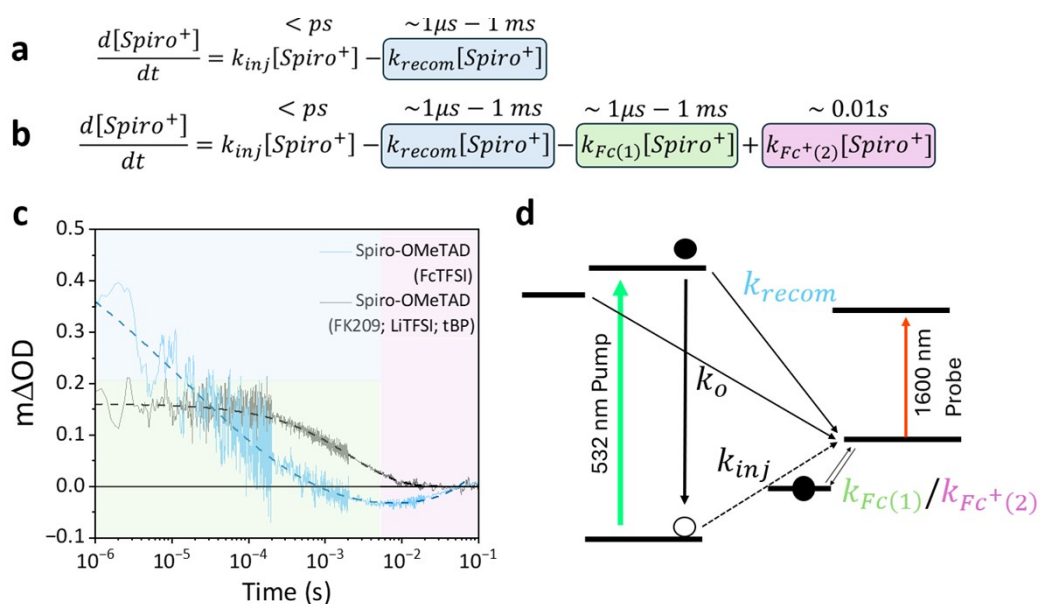 a
< ps ~1μs − 1 ms
d[Spiro⁺]/dt = k_inj[Spiro⁺] − k_recom[Spiro⁺]
b
< ps ~1μs − 1 ms ~ 1μs − 1 ms ~ 0.01s
d[Spiro⁺]/dt = k_inj[Spiro⁺] − k_recom[Spiro⁺] − k_Fc(1)[Spiro⁺] + k_Fc⁺(2)[Spiro⁺]
c
Spiro-OMeTAD
(FcTFSI)
Spiro-OMeTAD
(FK209; LiTFSI; tBP)
0.5
0.4
0.3
0.2
0.1
0.0
−0.1
mΔOD
10⁻⁶ 10⁻⁵ 10⁻⁴ 10⁻³ 10⁻² 10⁻¹
Time (s)
d
532 nm Pump
k_o
k_recom
k_inj
1600 nm
Probe
k_Fc(1)/k_Fc⁺(2)